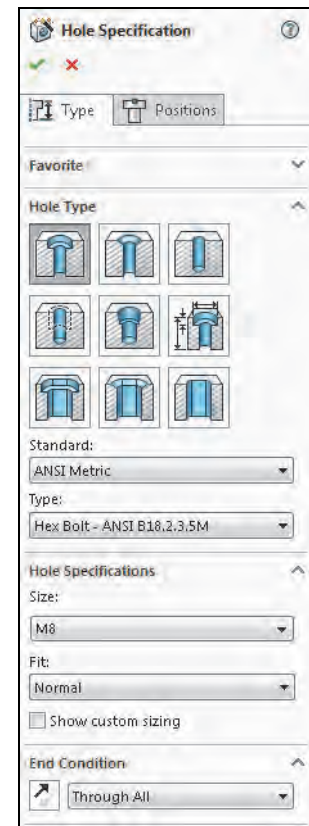 Hole Specification
Type
Positions
Favorite
Hole Type
Standard:
ANSI Metric
Type:
Hex Bolt - ANSI B18.2.3.5M
Hole Specifications
Size:
M8
Fit:
Normal
Show custom sizing
End Condition
Through All